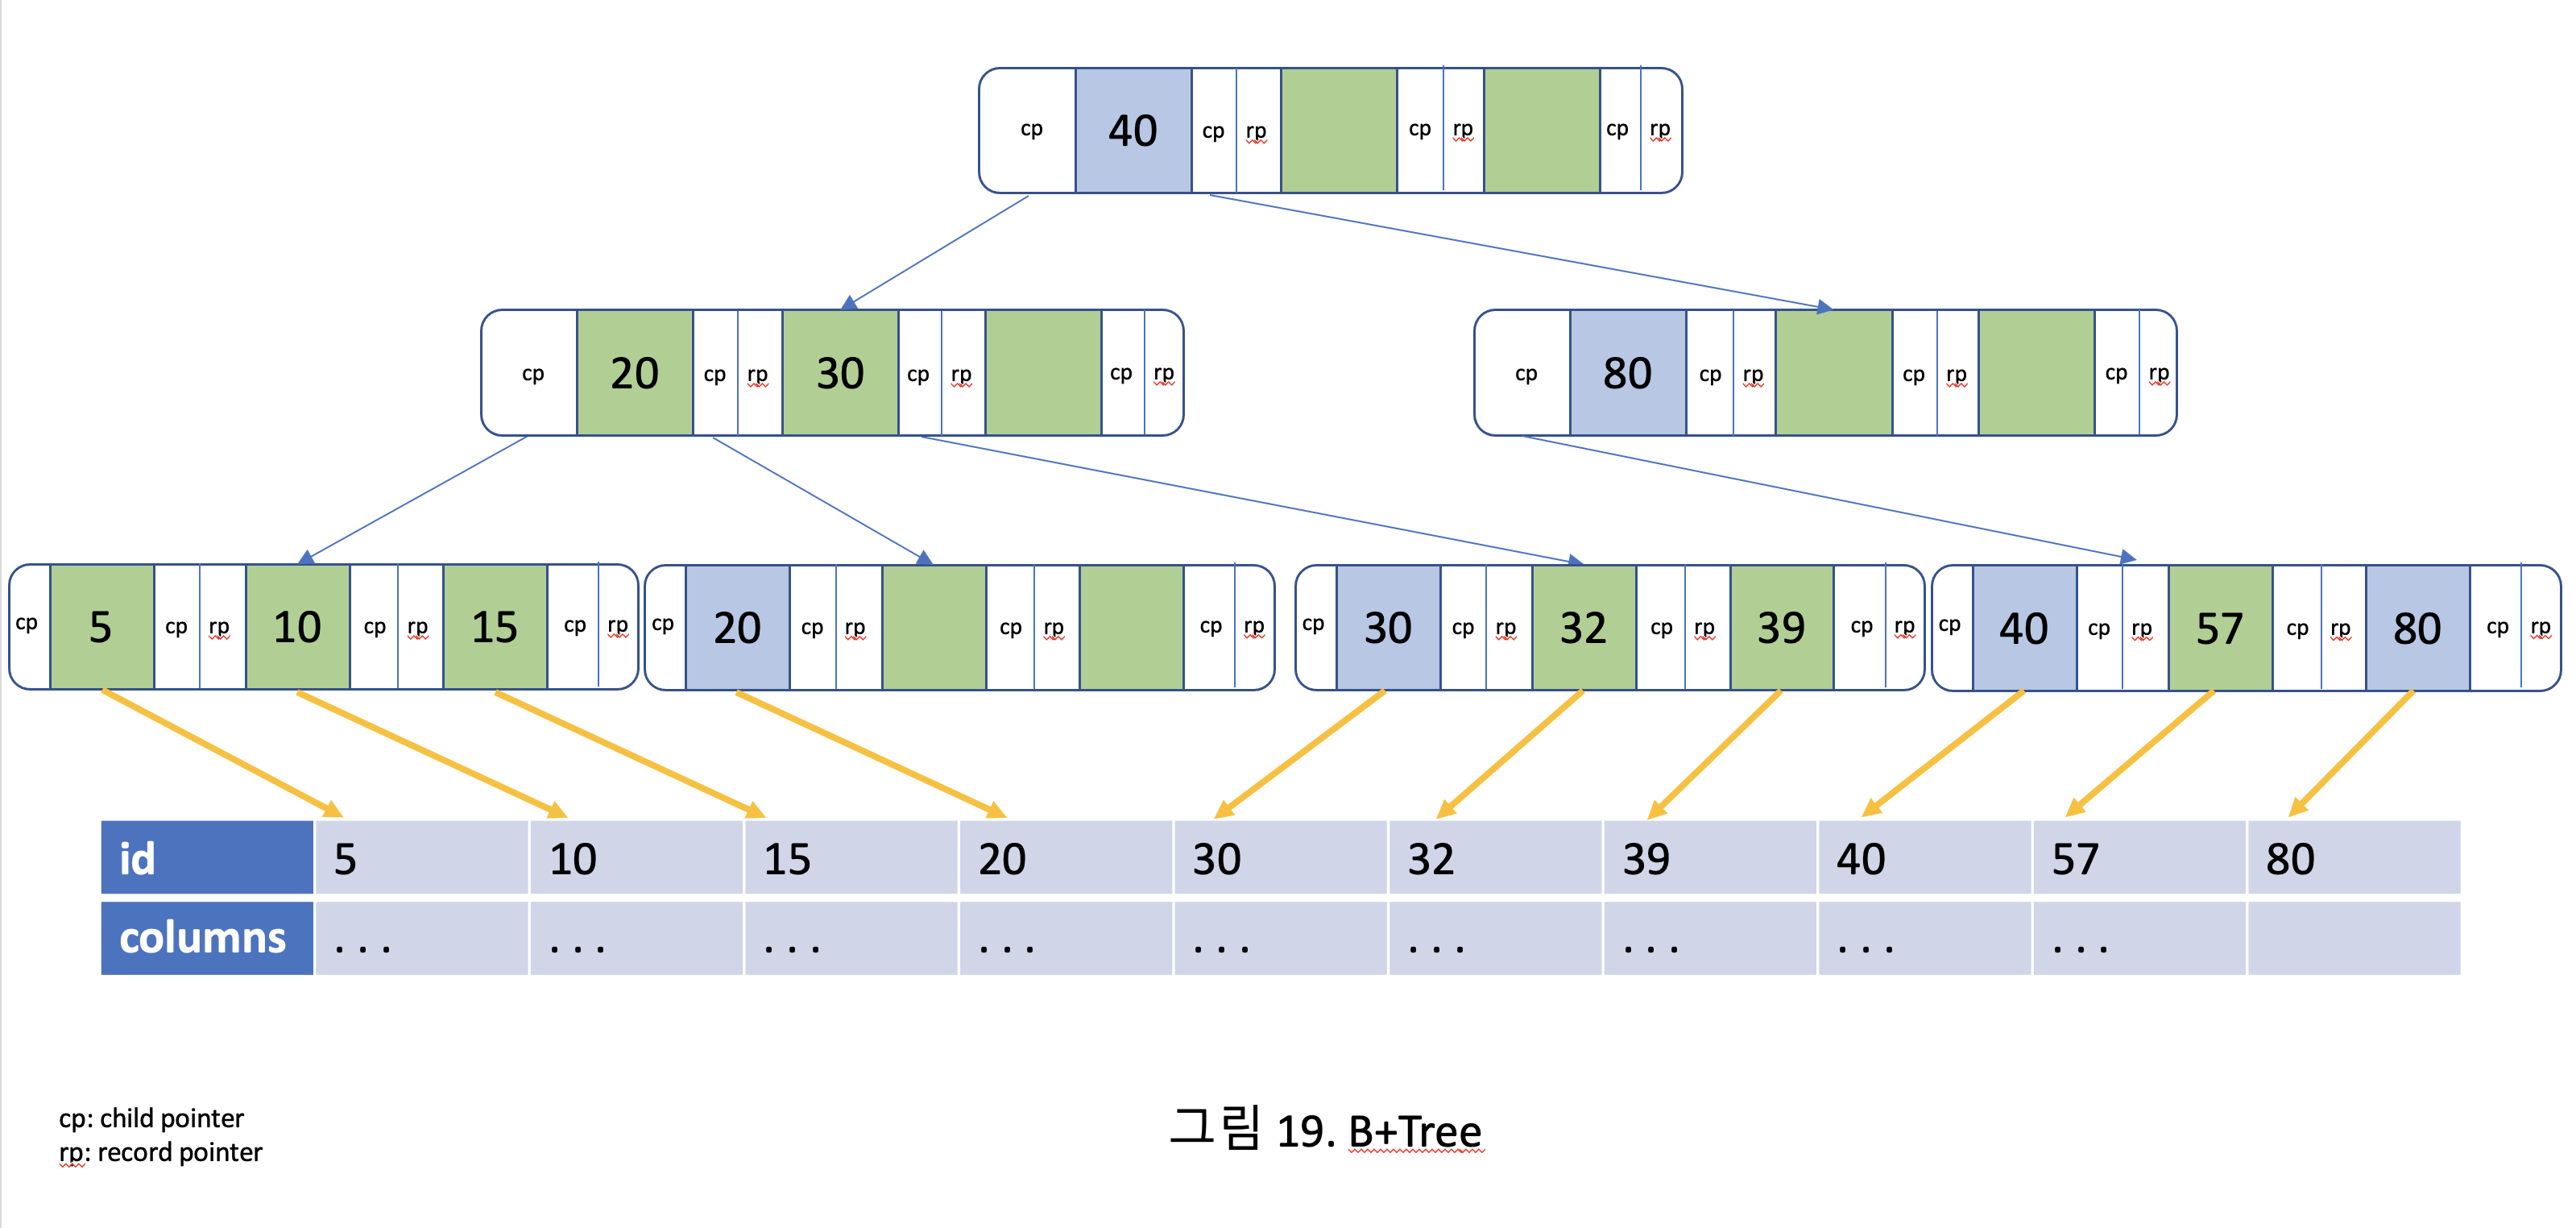 cp 40 cp rp cp rp cp rp
cp 20 cp rp 30 cp rp cp rp
cp 80 cp rp cp rp cp rp
cp 5 cp rp 10 cp rp 15 cp rp
cp 20 cp rp cp rp cp rp
cp 30 cp rp 32 cp rp 39 cp rp
cp 40 cp rp 57 cp rp 80 cp rp
id 5 10 15 20 30 32 39 40 57 80
columns ... ... ... ... ... ... ... ... ...
cp: child pointer
rp: record pointer
그림 19. B+Tree